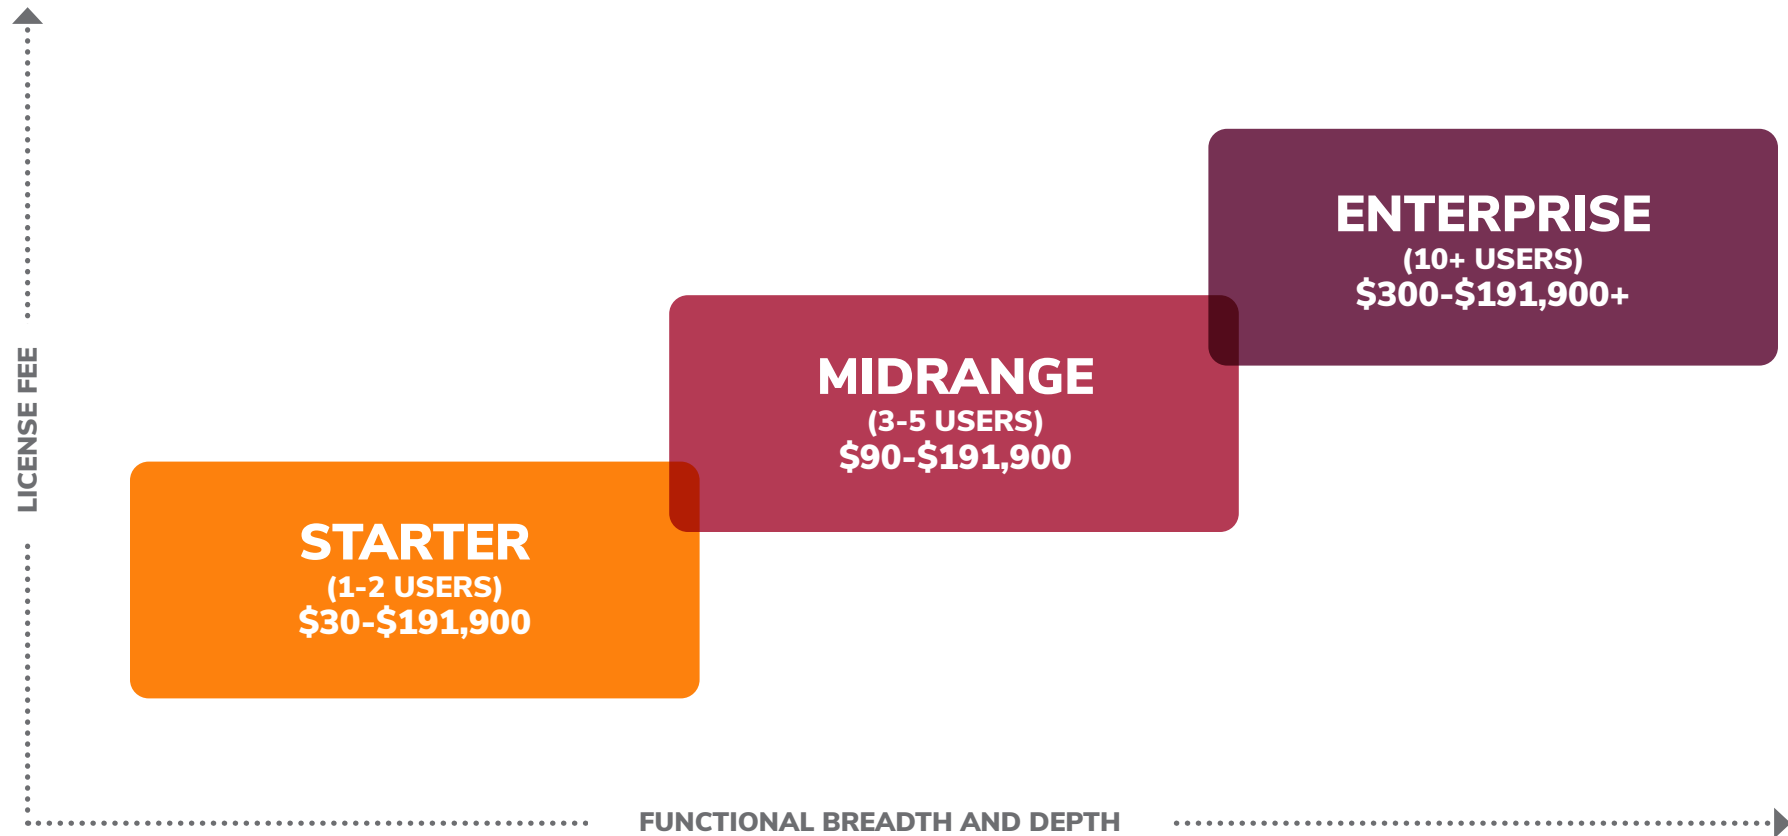 ENTERPRISE
(10+ USERS)
$300-$191,900+
MIDRANGE
(3-5 USERS)
$90-$191,900
LICENSE FEE
STARTER
(1-2 USERS)
$30-$191,900
FUNCTIONAL BREADTH AND DEPTH